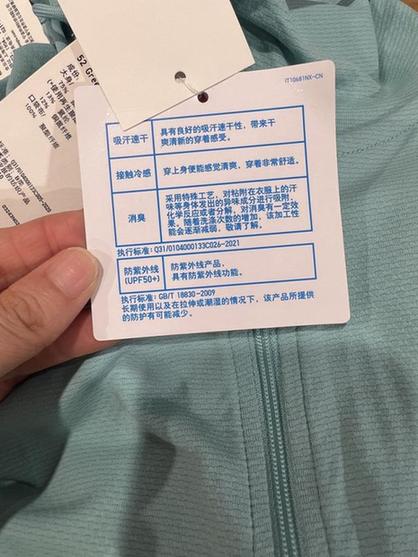 52 Gre
IT10681NX-CN
吸汗速干
具有良好的吸汗速干性，带来干
爽清新的穿着感受。
接触冷感
穿上身便能感觉清爽，穿着非常舒适。
消臭
采用特殊工艺，对粘附在衣服上的汗
味等身体发出的异味成分进行吸附、
化学反应或者分解，对消臭有一定效
果。随着洗涤次数的增加，该加工性
能会逐渐减弱，敬请了解。
执行标准：Q31/0104000133C026-2021
防紫外线
(UPF50+)
防紫外线产品。
具有防紫外线功能。
执行标准：GB/T 18830-2009
长期使用以及在拉伸或潮湿的情况下，该产品所提供
的防护有可能减少。